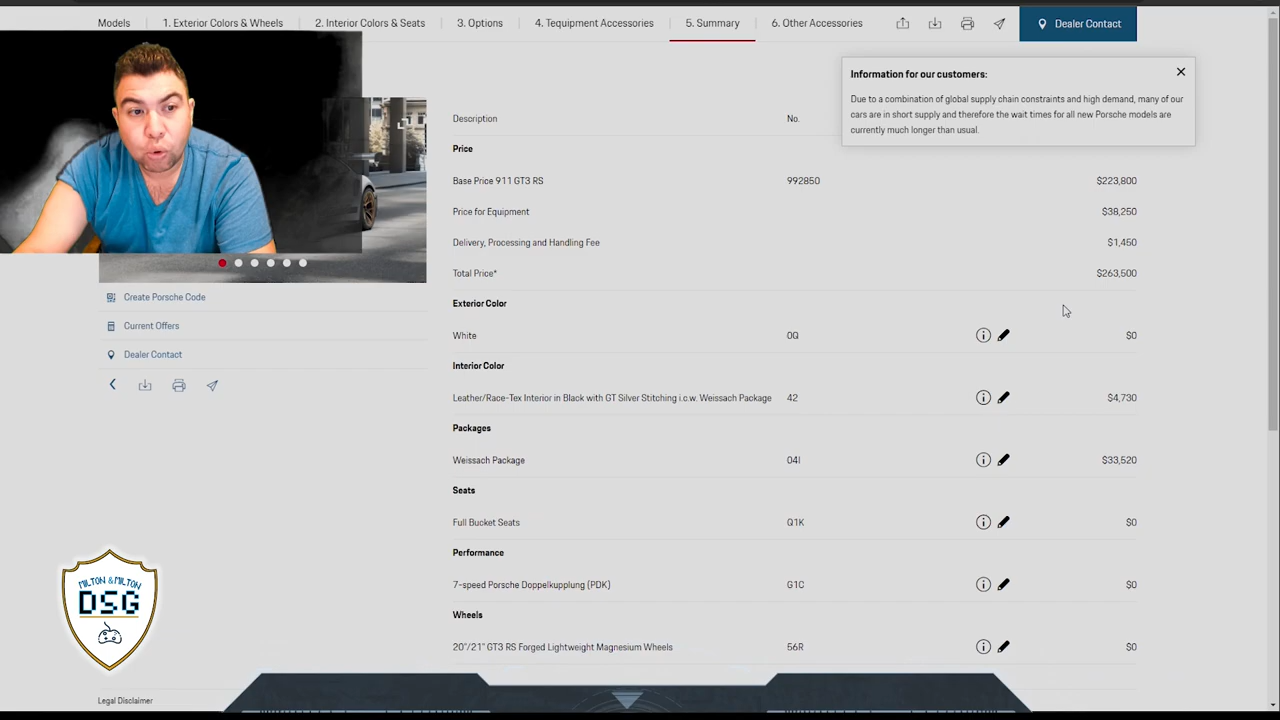 Models
1. Exterior Colors & Wheels
2. Interior Colors & Seats
3. Options
4. Tequipment Accessories
5. Summary
6. Other Accessories
Dealer Contact
Information for our customers:
Due to a combination of global supply chain constraints and high demand, many of our
cars are in short supply and therefore the wait times for all new Porsche models are
currently much longer than usual.
Description No.
Price
Base Price 911 GT3 RS 992850 $223,800
Price for Equipment $38,250
Delivery, Processing and Handling Fee $1,450
Total Price* $263,500
Exterior Color
White 0Q $0
Interior Color
Leather/Race-Tex Interior in Black with GT Silver Stitching i.c.w. Weissach Package 42 $4,730
Packages
Weissach Package 04I $33,520
Seats
Full Bucket Seats Q1K $0
Performance
7-speed Porsche Doppelkupplung (PDK) G1C $0
Wheels
20"/21" GT3 RS Forged Lightweight Magnesium Wheels 56R $0
Create Porsche Code
Current Offers
Dealer Contact
MILTON & MILTON
DSG
Legal Disclaimer